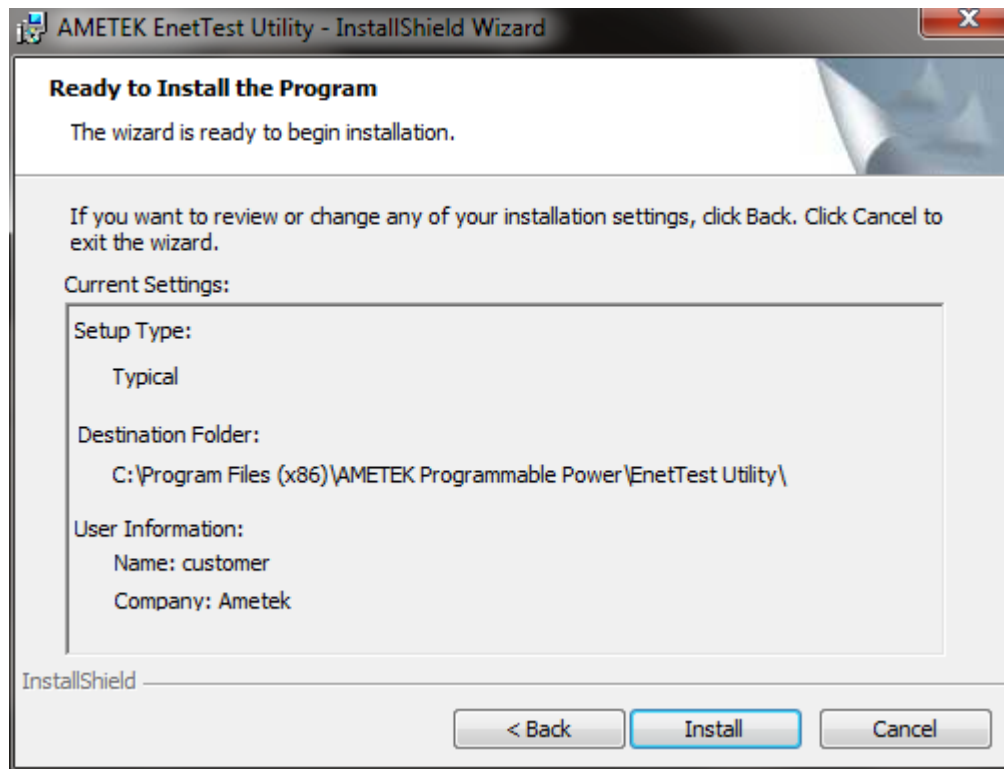 AMETEK EnetTest Utility - InstallShield Wizard
Ready to Install the Program
The wizard is ready to begin installation.
If you want to review or change any of your installation settings, click Back. Click Cancel to
exit the wizard.
Current Settings:
Setup Type:
Typical
Destination Folder:
C:\Program Files (x86)\AMETEK Programmable Power\EnetTest Utility\
User Information:
Name: customer
Company: Ametek
InstallShield
< Back
Install
Cancel